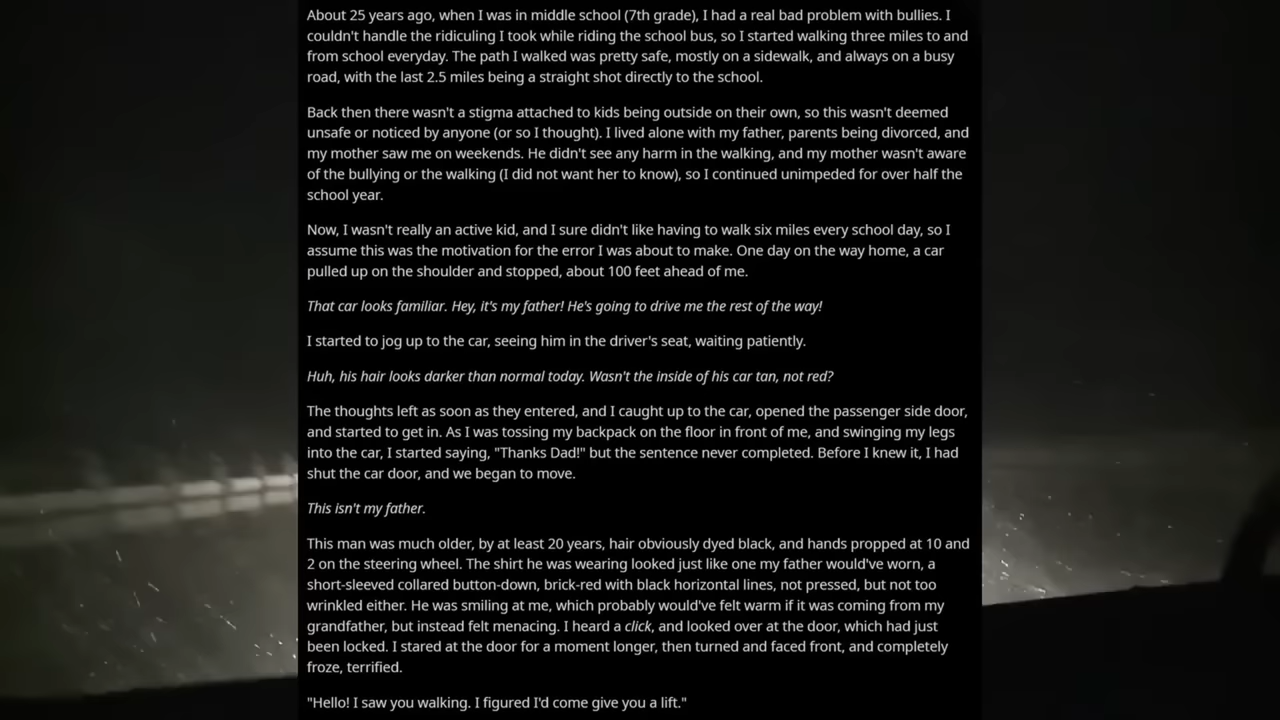 About 25 years ago, when I was in middle school (7th grade), I had a real bad problem with bullies. I
couldn't handle the ridiculing I took while riding the school bus, so I started walking three miles to and
from school everyday. The path I walked was pretty safe, mostly on a sidewalk, and always on a busy
road, with the last 2.5 miles being a straight shot directly to the school.
Back then there wasn't a stigma attached to kids being outside on their own, so this wasn't deemed
unsafe or noticed by anyone (or so I thought). I lived alone with my father, parents being divorced, and
my mother saw me on weekends. He didn't see any harm in the walking, and my mother wasn't aware
of the bullying or the walking (I did not want her to know), so I continued unimpeded for over half the
school year.
Now, I wasn't really an active kid, and I sure didn't like having to walk six miles every school day, so I
assume this was the motivation for the error I was about to make. One day on the way home, a car
pulled up on the shoulder and stopped, about 100 feet ahead of me.
That car looks familiar. Hey, it's my father! He's going to drive me the rest of the way!
I started to jog up to the car, seeing him in the driver's seat, waiting patiently.
Huh, his hair looks darker than normal today. Wasn't the inside of his car tan, not red?
The thoughts left as soon as they entered, and I caught up to the car, opened the passenger side door,
and started to get in. As I was tossing my backpack on the floor in front of me, and swinging my legs
into the car, I started saying, "Thanks Dad!" but the sentence never completed. Before I knew it, I had
shut the car door, and we began to move.
This isn't my father.
This man was much older, by at least 20 years, hair obviously dyed black, and hands propped at 10 and
2 on the steering wheel. The shirt he was wearing looked just like one my father would've worn, a
short-sleeved collared button-down, brick-red with black horizontal lines, not pressed, but not too
wrinkled either. He was smiling at me, which probably would've felt warm if it was coming from my
grandfather, but instead felt menacing. I heard a click, and looked over at the door, which had just
been locked. I stared at the door for a moment longer, then turned and faced front, and completely
froze, terrified.
"Hello! I saw you walking. I figured I'd come give you a lift."